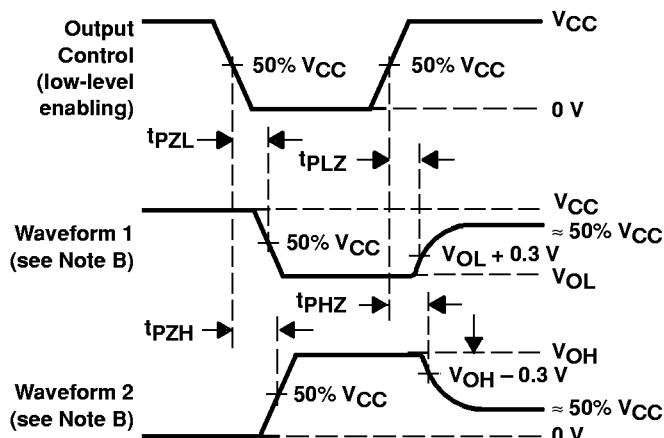 Output
Control
(low-level
enabling)
VCC
50% VCC
50% VCC
0 V
tPZL
tPLZ
VCC
Waveform 1
(see Note B)
50% VCC
≈ 50% VCC
VOL + 0.3 V
VOL
tPZH
tPHZ
VOH
Waveform 2
(see Note B)
50% VCC
VOH − 0.3 V
≈ 50% VCC
0 V